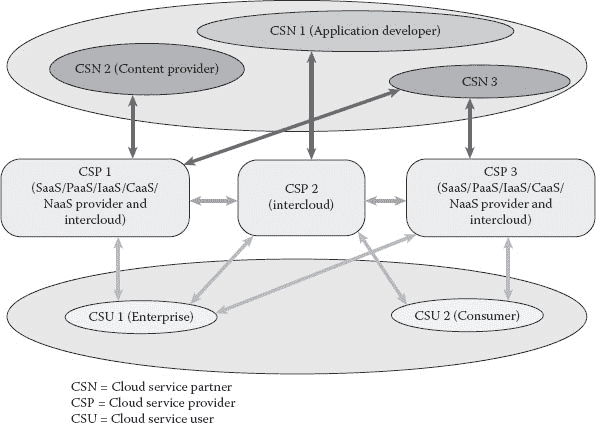 CSN 1 (Application developer)
CSN 2 (Content provider)
CSN 3
CSP 1
(SaaS/PaaS/IaaS/CaaS/
NaaS provider and
intercloud)
CSP 2
(intercloud)
CSP 3
(SaaS/PaaS/IaaS/CaaS/
NaaS provider and
intercloud)
CSU 1 (Enterprise)
CSU 2 (Consumer)
CSN = Cloud service partner
CSP = Cloud service provider
CSU = Cloud service user